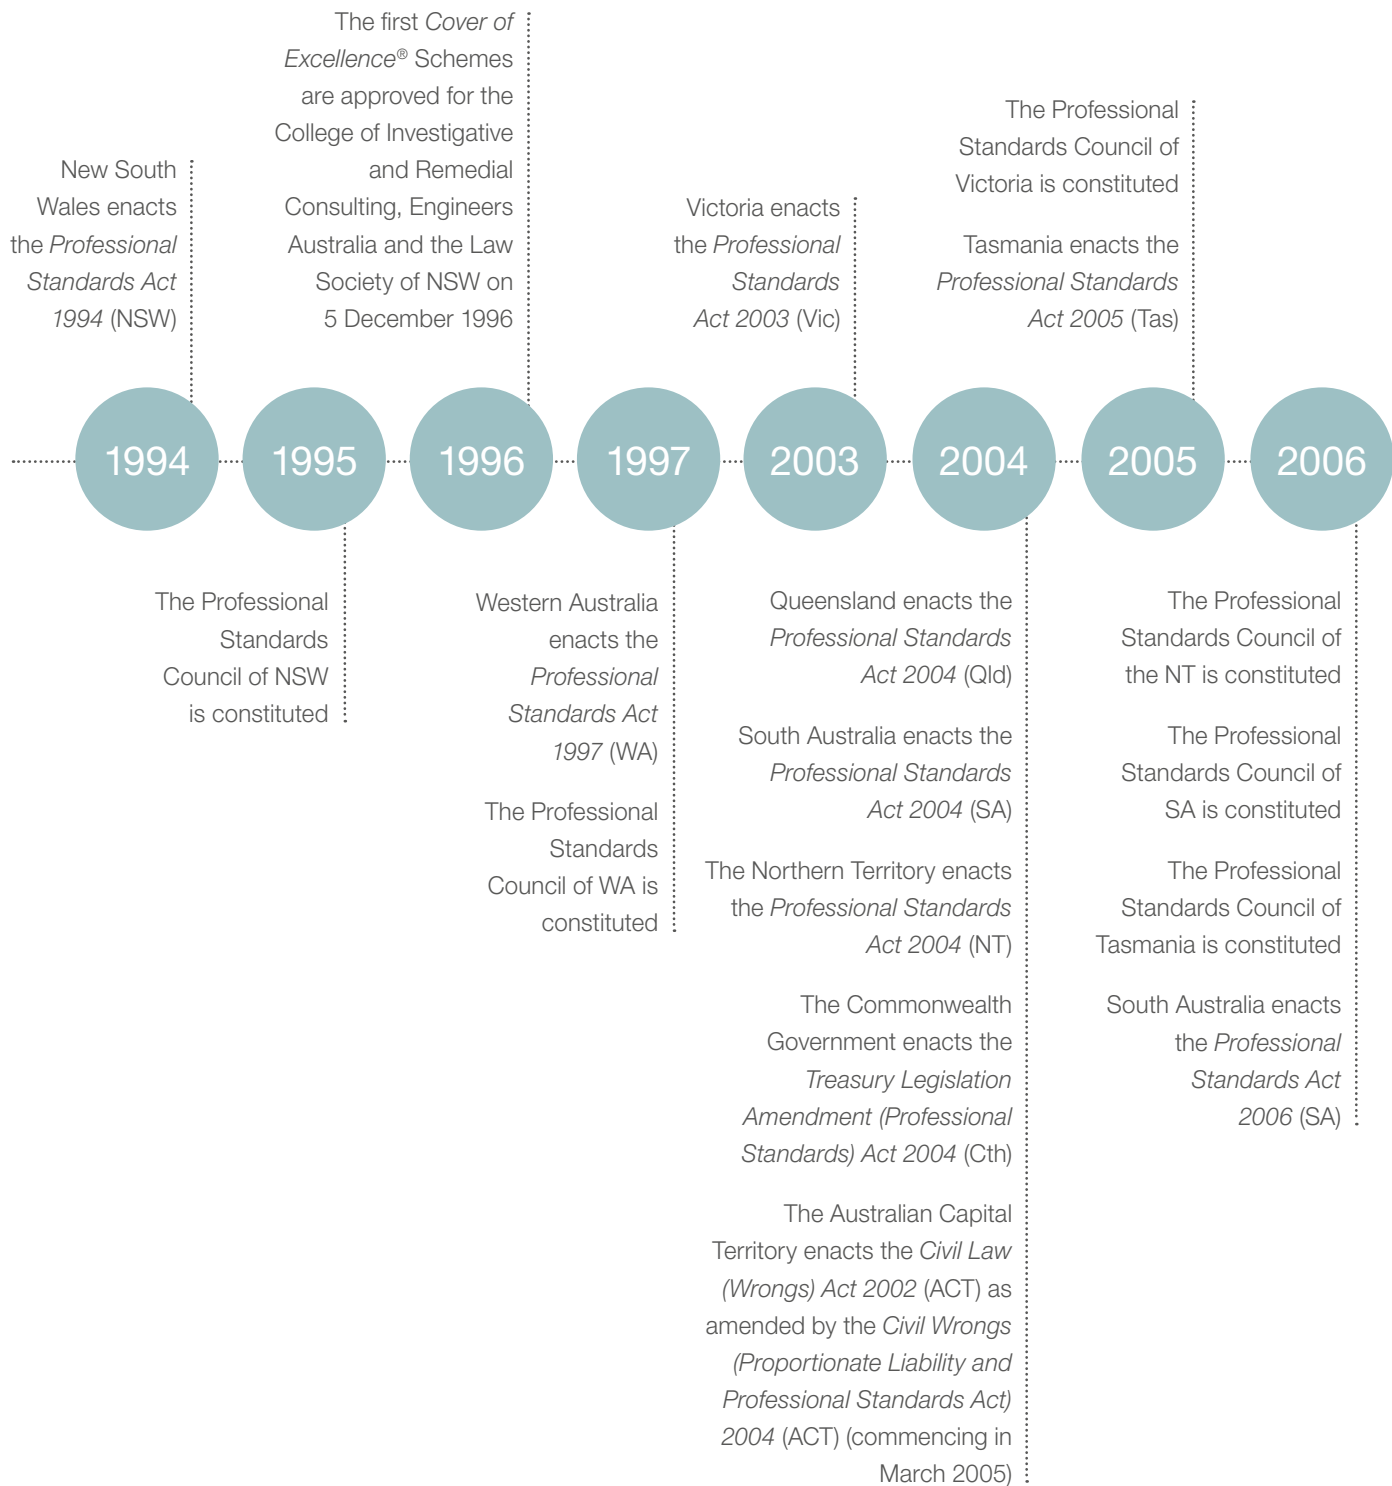 New South
Wales enacts
the Professional
Standards Act
1994 (NSW)
The first Cover of
Excellence® Schemes
are approved for the
College of Investigative
and Remedial
Consulting, Engineers
Australia and the Law
Society of NSW on
5 December 1996
Victoria enacts
the Professional
Standards
Act 2003 (Vic)
The Professional
Standards Council of
Victoria is constituted
Tasmania enacts the
Professional Standards
Act 2005 (Tas)
1994
1995
1996
1997
2003
2004
2005
2006
The Professional
Standards
Council of NSW
is constituted
Western Australia
enacts the
Professional
Standards Act
1997 (WA)
The Professional
Standards
Council of WA is
constituted
Queensland enacts the
Professional Standards
Act 2004 (Qld)
South Australia enacts the
Professional Standards
Act 2004 (SA)
The Northern Territory enacts
the Professional Standards
Act 2004 (NT)
The Commonwealth
Government enacts the
Treasury Legislation
Amendment (Professional
Standards) Act 2004 (Cth)
The Australian Capital
Territory enacts the Civil Law
(Wrongs) Act 2002 (ACT) as
amended by the Civil Wrongs
(Proportionate Liability and
Professional Standards Act)
2004 (ACT) (commencing in
March 2005)
The Professional
Standards Council of
the NT is constituted
The Professional
Standards Council of
SA is constituted
The Professional
Standards Council of
Tasmania is constituted
South Australia enacts
the Professional
Standards Act
2006 (SA)